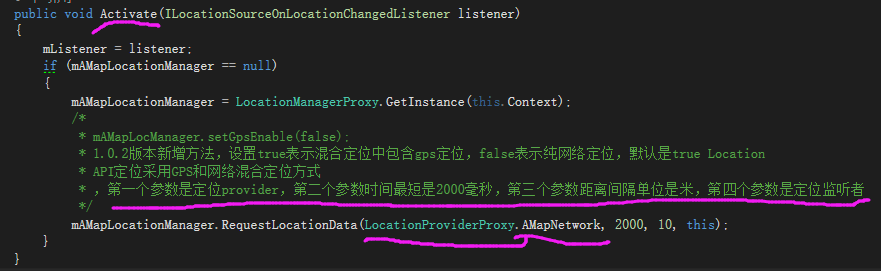 public void Activate(ILocationSourceOnLocationChangedListener listener)
{
mListener = listener;
if (mAMapLocationManager == null)
{
mAMapLocationManager = LocationManagerProxy.GetInstance(this.Context);
/*
* mAMapLocManager.setGpsEnable(false);
* 1.0.2版本新增方法，设置true表示混合定位中包含gps定位，false表示纯网络定位，默认是true Location
* API定位采用GPS和网络混合定位方式
* ，第一个参数是定位provider，第二个参数时间最短是2000毫秒，第三个参数距离间隔单位是米，第四个参数是定位监听者
*/
mAMapLocationManager.RequestLocationData(LocationProviderProxy.AMapNetwork, 2000, 10, this);
}
}